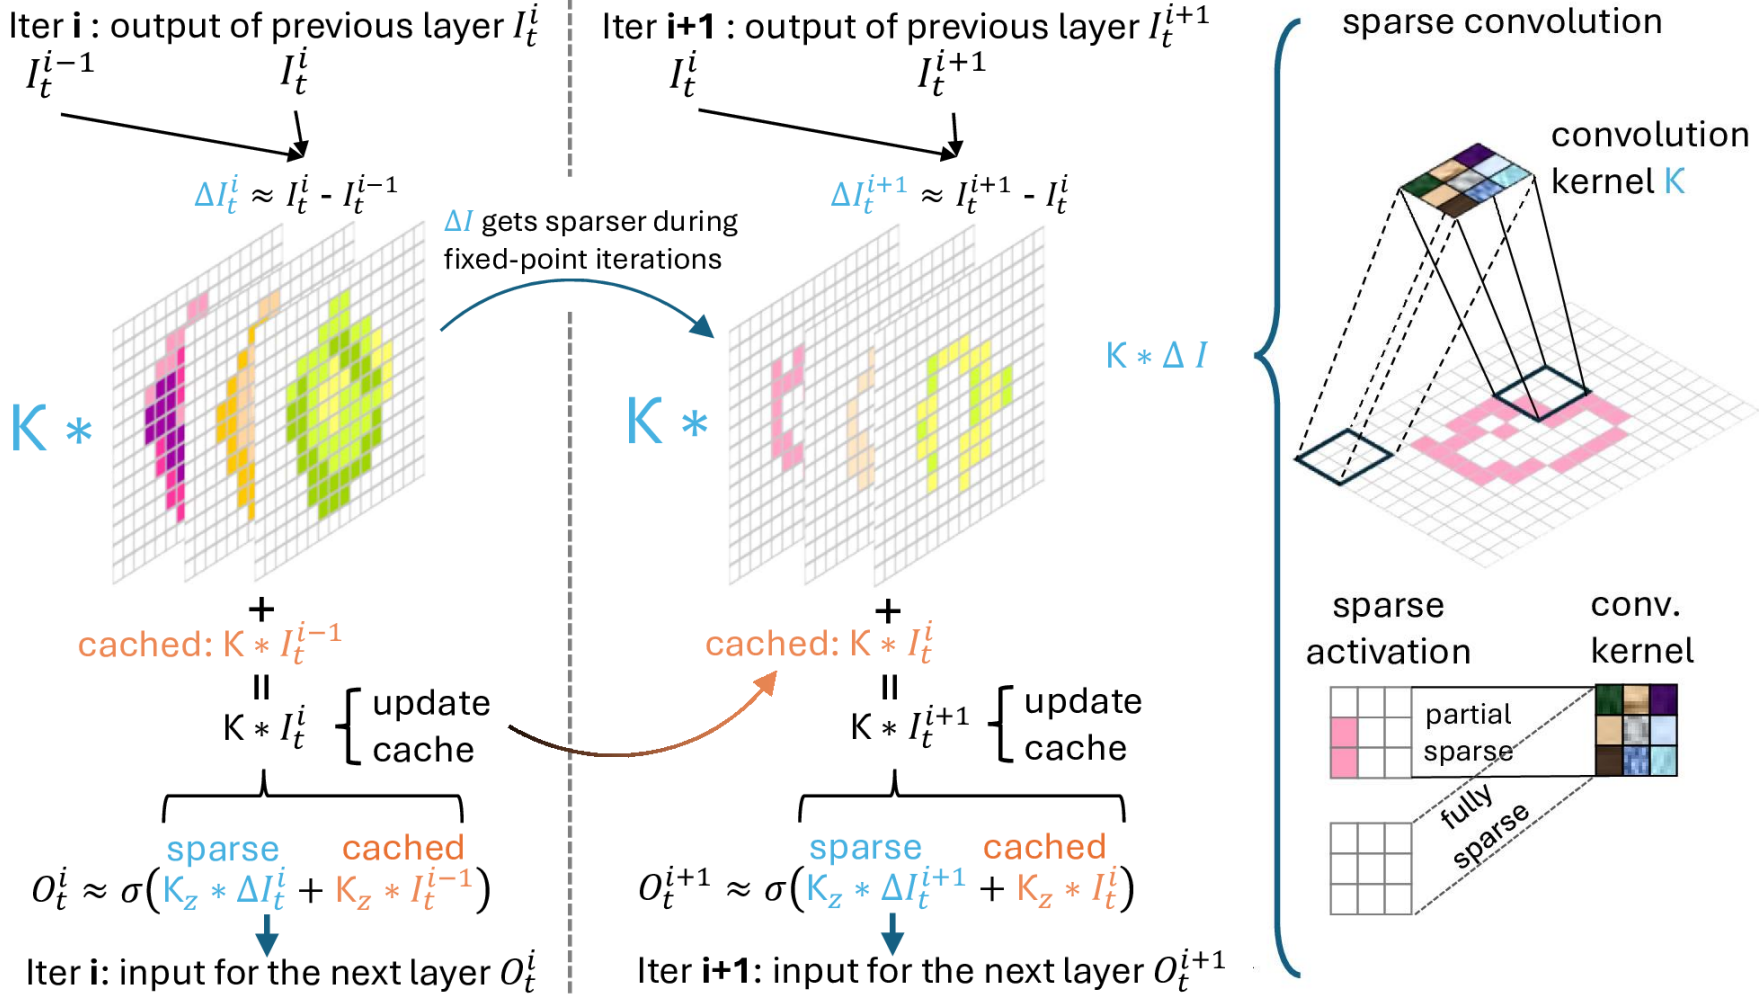 Iter i : output of previous layer I_t^i
I_t^{i−1} I_t^i
ΔI_t^i ≈ I_t^i - I_t^{i−1}
K ∗
+
cached: K ∗ I_t^{i−1}
=
K ∗ I_t^i { update
cache
sparse cached
O_t^i ≈ σ(K_z ∗ ΔI_t^i + K_z ∗ I_t^{i−1})
Iter i: input for the next layer O_t^i
ΔI gets sparser during
fixed-point iterations
Iter i+1 : output of previous layer I_t^{i+1}
I_t^i I_t^{i+1}
ΔI_t^{i+1} ≈ I_t^{i+1} - I_t^i
K ∗
+
cached: K ∗ I_t^i
=
K ∗ I_t^{i+1} { update
cache
sparse cached
O_t^{i+1} ≈ σ(K_z ∗ ΔI_t^{i+1} + K_z ∗ I_t^i)
Iter i+1: input for the next layer O_t^{i+1}
K ∗ Δ I
sparse convolution
convolution
kernel K
sparse
activation
conv.
kernel
partial
sparse
fully
sparse